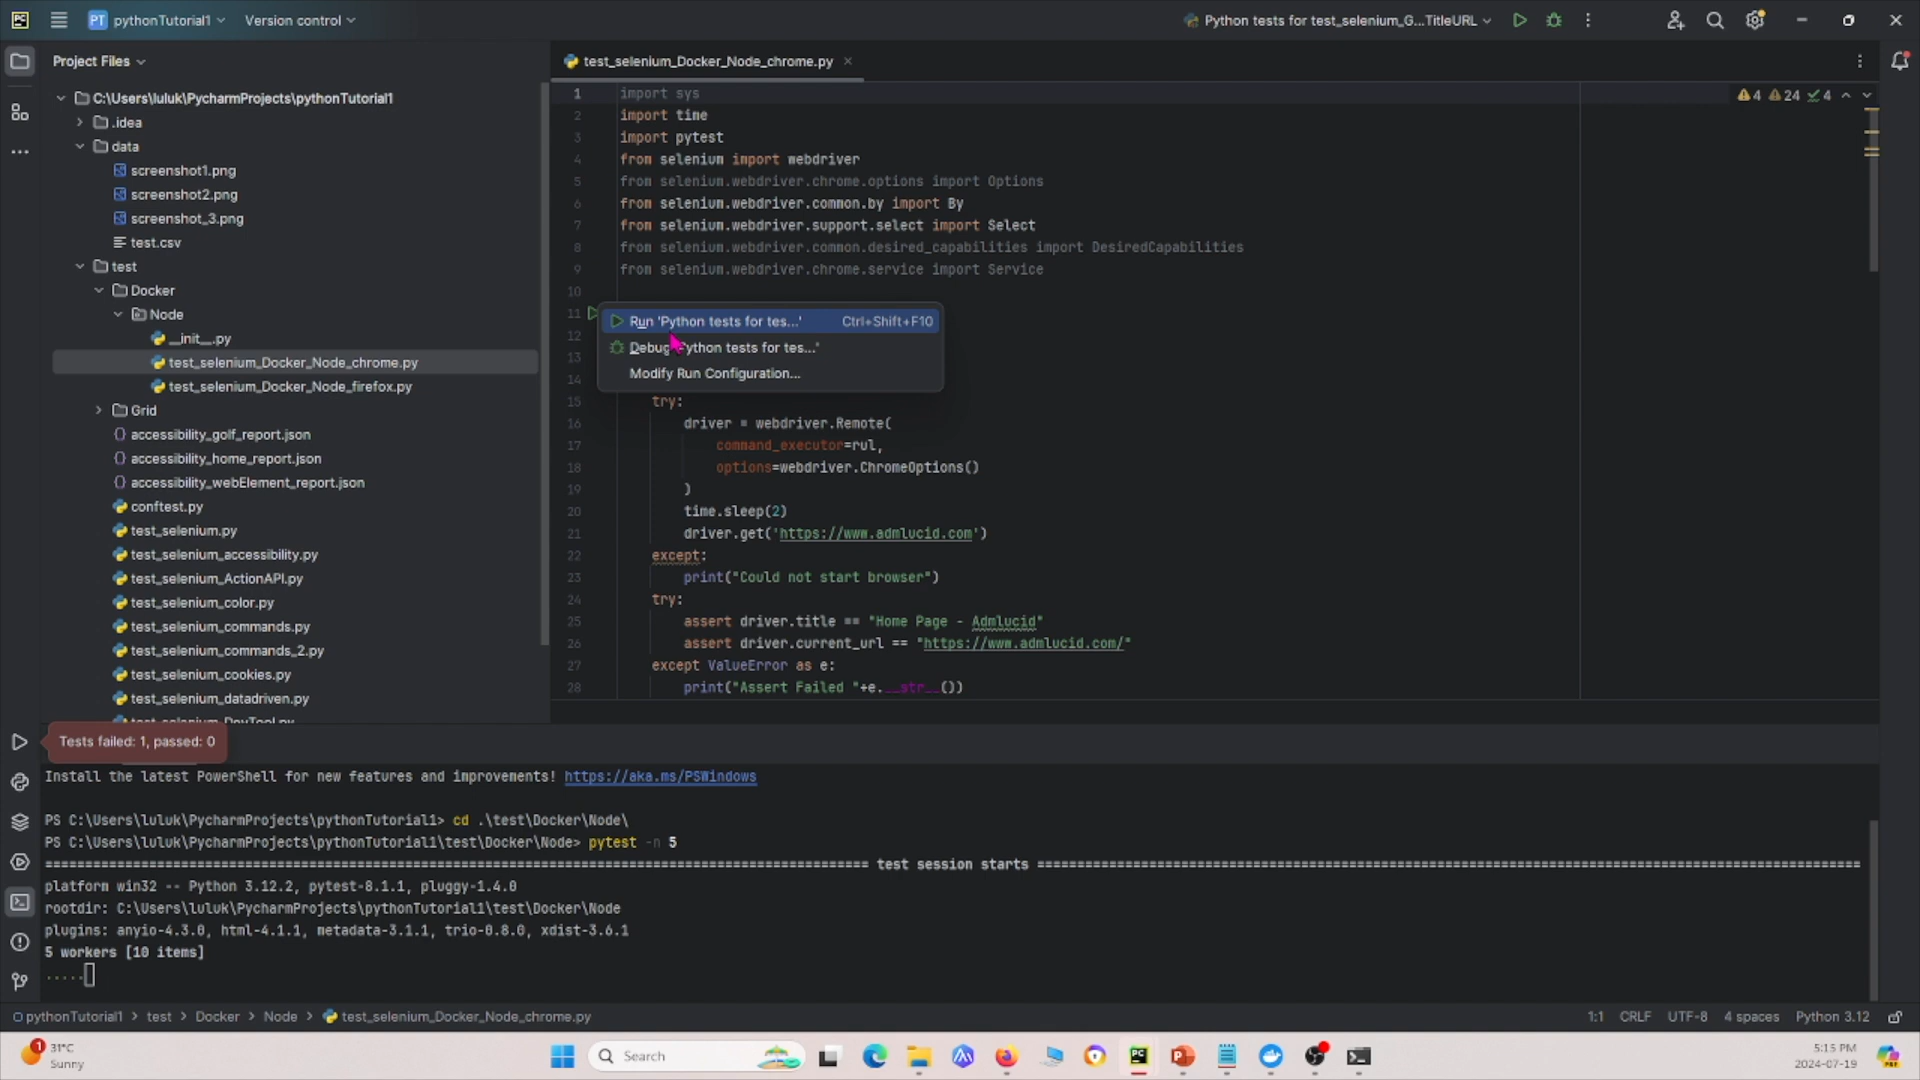 PC PT pythonTutorial1 Version control Python tests for test_selenium_G...TitleURL
Project Files
test_selenium_Docker_Node_chrome.py
C:\Users\luluk\PycharmProjects\pythonTutorial1
.idea
data
screenshot1.png
screenshot2.png
screenshot_3.png
test.csv
test
Docker
Node
__init__.py
test_selenium_Docker_Node_chrome.py
test_selenium_Docker_Node_firefox.py
Grid
accessibility_golf_report.json
accessibility_home_report.json
accessibility_webElement_report.json
conftest.py
test_selenium.py
test_selenium_accessibility.py
test_selenium_ActionAPI.py
test_selenium_color.py
test_selenium_commands.py
test_selenium_commands_2.py
test_selenium_cookies.py
test_selenium_datadriven.py
test_selenium_DevTool.py
4 24 4
1 import sys
2 import time
3 import pytest
4 from selenium import webdriver
5 from selenium.webdriver.chrome.options import Options
6 from selenium.webdriver.common.by import By
7 from selenium.webdriver.support.select import Select
8 from selenium.webdriver.common.desired_capabilities import DesiredCapabilities
9 from selenium.webdriver.chrome.service import Service
10
11
12
13
14
Run 'Python tests for tes...' Ctrl+Shift+F10
Debug 'Python tests for tes...'
Modify Run Configuration...
15 try:
16 driver = webdriver.Remote(
17 command_executor=rul,
18 options=webdriver.ChromeOptions()
19 )
20 time.sleep(2)
21 driver.get('https://www.admlucid.com')
22 except:
23 print("Could not start browser")
24 try:
25 assert driver.title == "Home Page - Admlucid"
26 assert driver.current_url == "https://www.admlucid.com/"
27 except ValueError as e:
28 print("Assert Failed "+e.__str__())
Tests failed: 1, passed: 0
Install the latest PowerShell for new features and improvements! https://aka.ms/PSWindows
PS C:\Users\luluk\PycharmProjects\pythonTutorial1> cd .\test\Docker\Node\
PS C:\Users\luluk\PycharmProjects\pythonTutorial1\test\Docker\Node> pytest -n 5
test session starts
platform win32 -- Python 3.12.2, pytest-8.1.1, pluggy-1.4.0
rootdir: C:\Users\luluk\PycharmProjects\pythonTutorial1\test\Docker\Node
plugins: anyio-4.3.0, html-4.1.1, metadata-3.1.1, trio-0.8.0, xdist-3.6.1
5 workers [10 items]
.....
pythonTutorial1 > test > Docker > Node > test_selenium_Docker_Node_chrome.py 1:1 CRLF UTF-8 4 spaces Python 3.12
1 31°C
Sunny
Search
PC
5:15 PM
2024-07-19